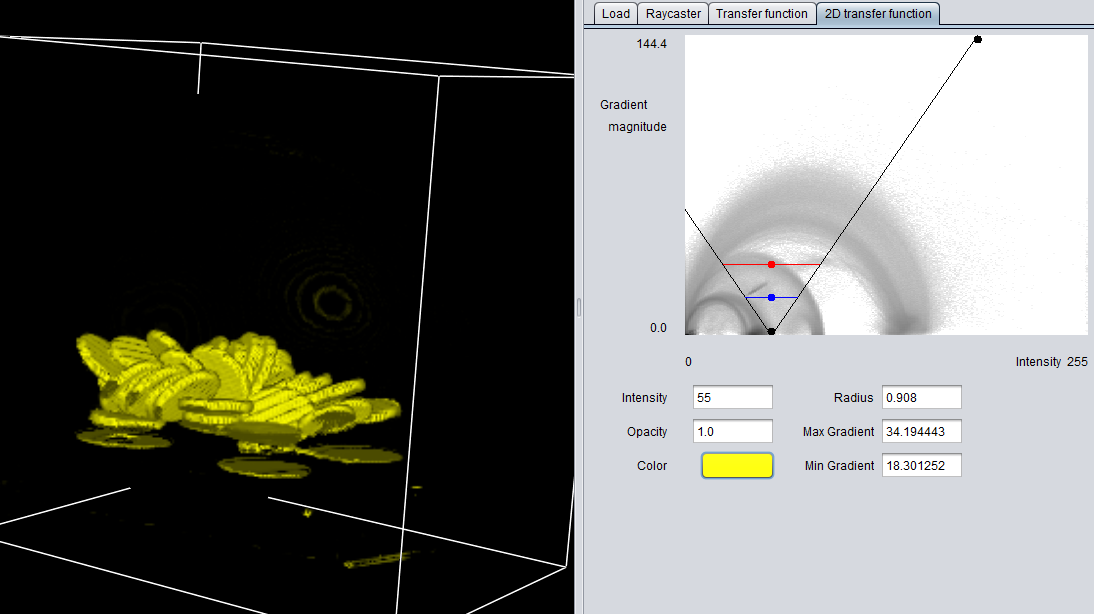 Load Raycaster Transfer function 2D transfer function
144.4
Gradient
magnitude
0.0
0 Intensity 255
Intensity 55 Radius 0.908
Opacity 1.0 Max Gradient 34.194443
Color Min Gradient 18.301252